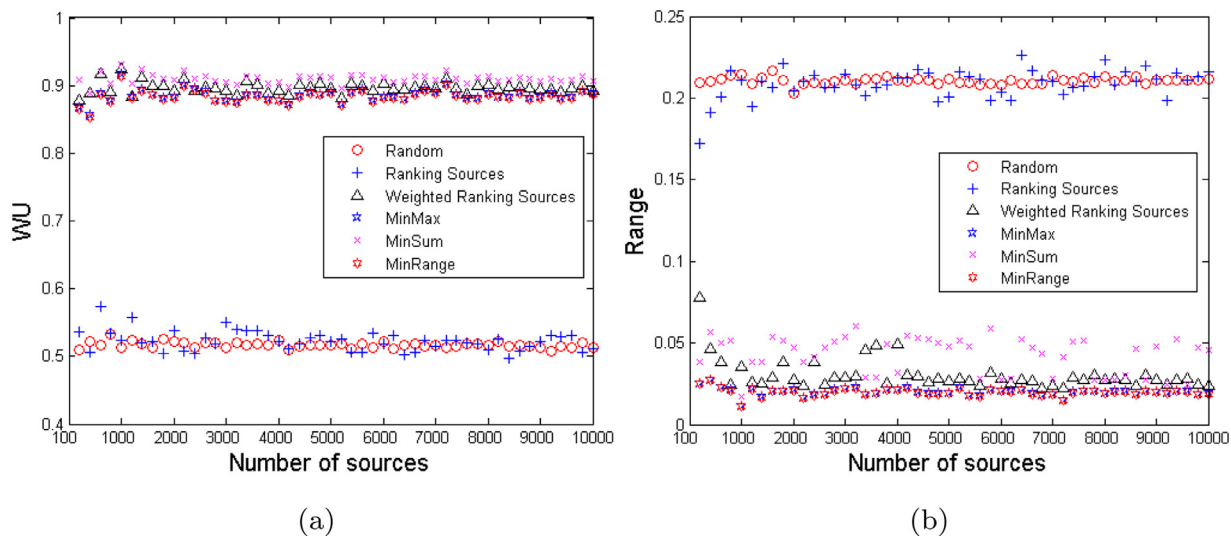 1
0.9
0.8
0.7
0.6
0.5
0.4
WU
Random
Ranking Sources
Weighted Ranking Sources
MinMax
MinSum
MinRange
100 1000 2000 3000 4000 5000 6000 7000 8000 9000 10000
Number of sources
(a)
0.25
0.2
0.15
0.1
0.05
0
Range
Random
Ranking Sources
Weighted Ranking Sources
MinMax
MinSum
MinRange
100 1000 2000 3000 4000 5000 6000 7000 8000 9000 10000
Number of sources
(b)